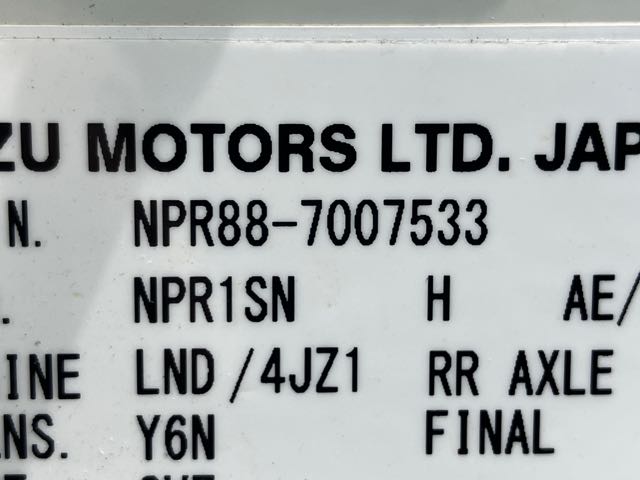 ZU MOTORS LTD. JAP
N. NPR88-7007533
. NPR1SN H AE/
INE LND/4JZ1 RR AXLE
NS. Y6N FINAL